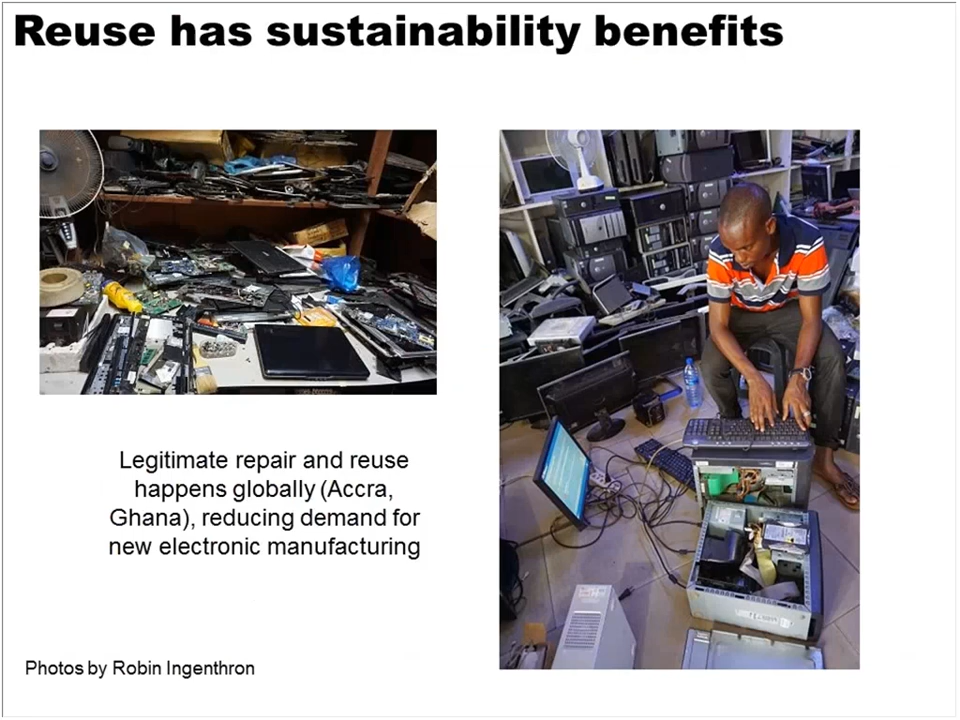 Reuse has sustainability benefits
Legitimate repair and reuse
happens globally (Accra,
Ghana), reducing demand for
new electronic manufacturing
Photos by Robin Ingenthron